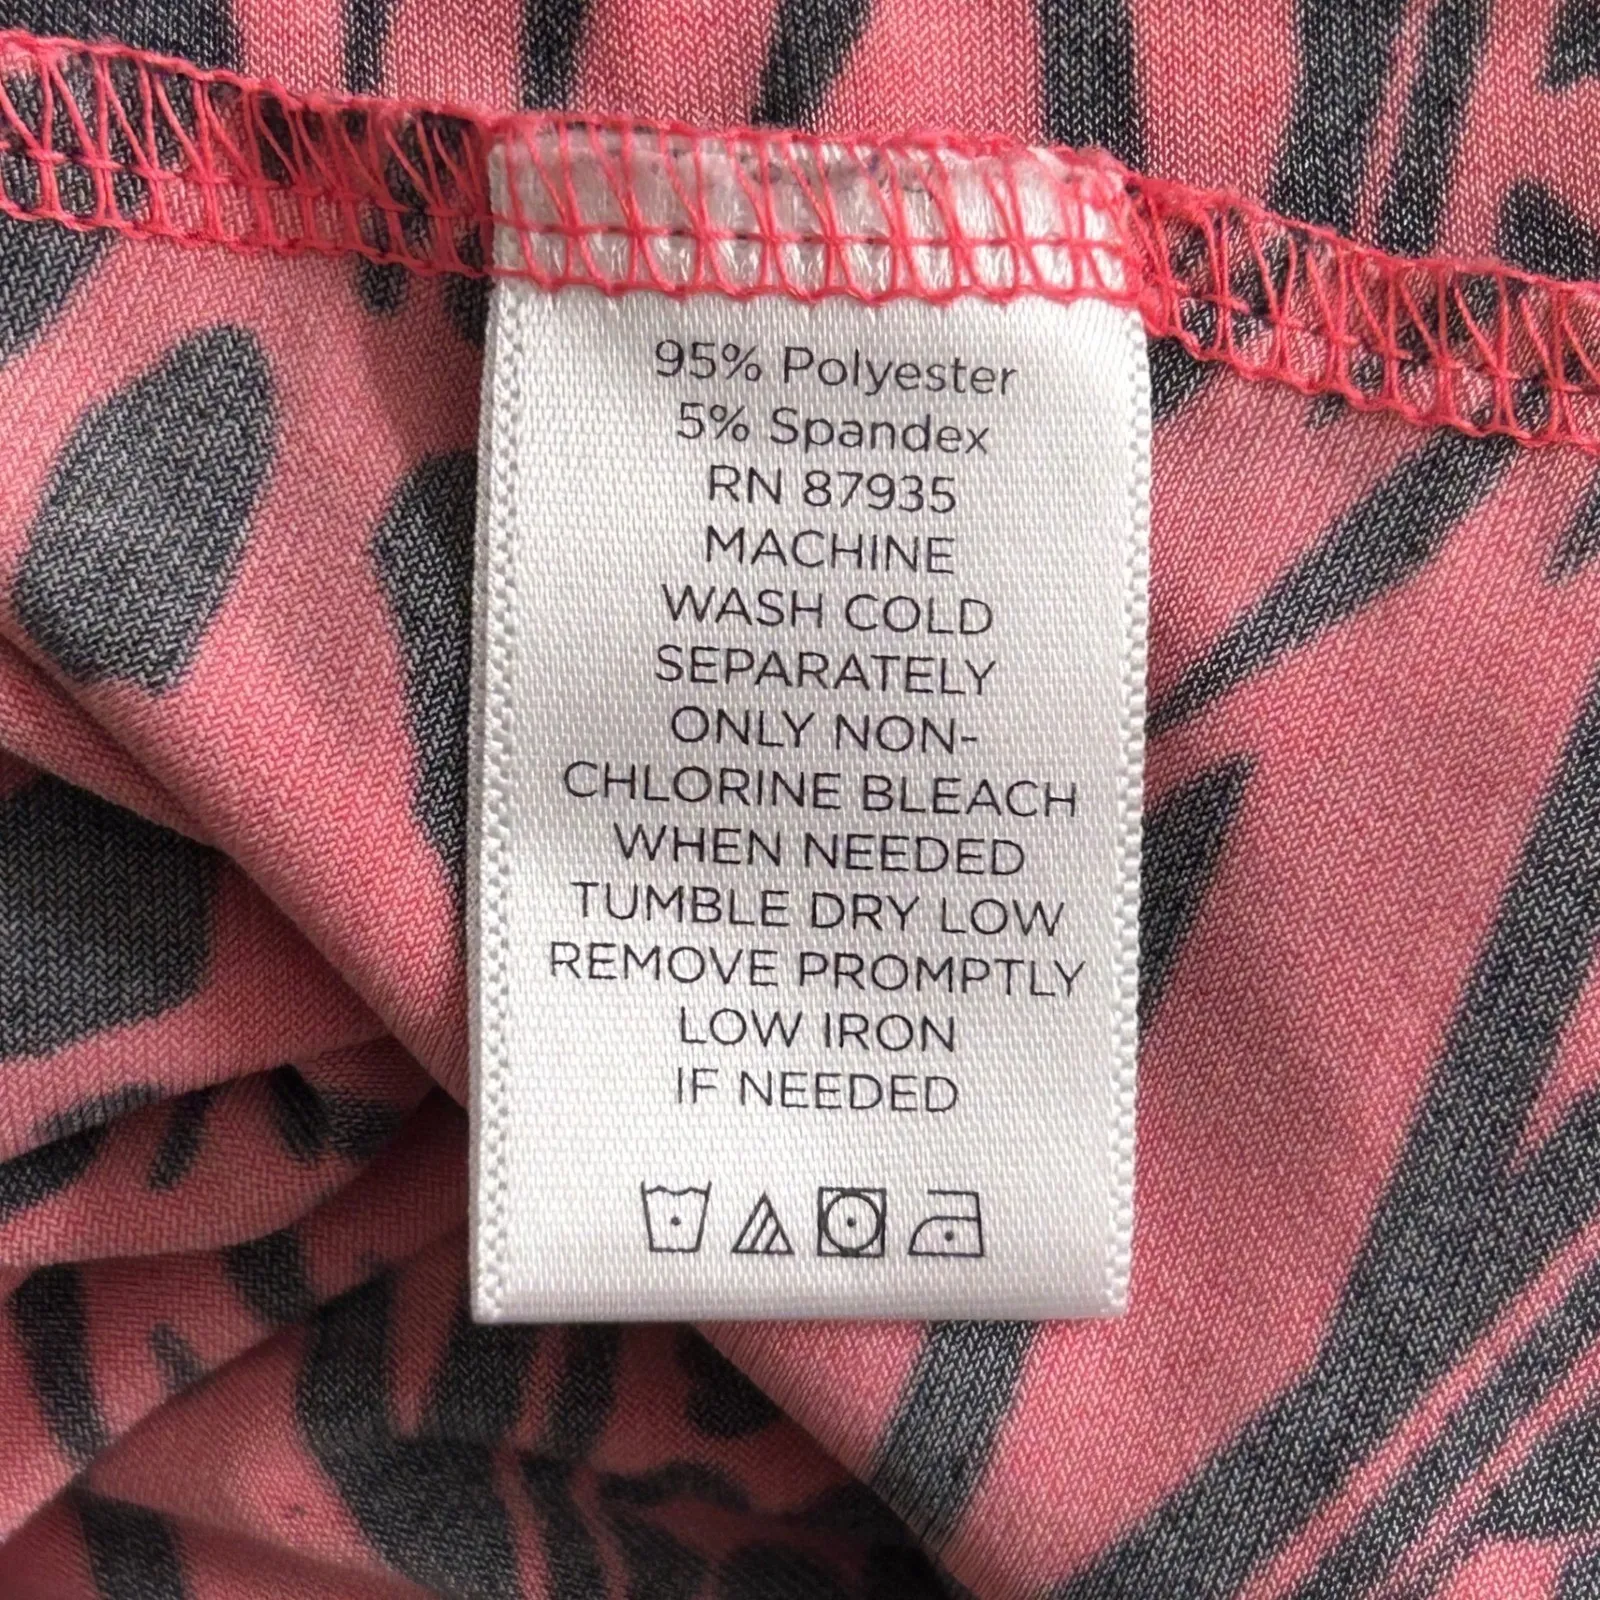 95% Polyester
5% Spandex
RN 87935
MACHINE
WASH COLD
SEPARATELY
ONLY NON-
CHLORINE BLEACH
WHEN NEEDED
TUMBLE DRY LOW
REMOVE PROMPTLY
LOW IRON
IF NEEDED